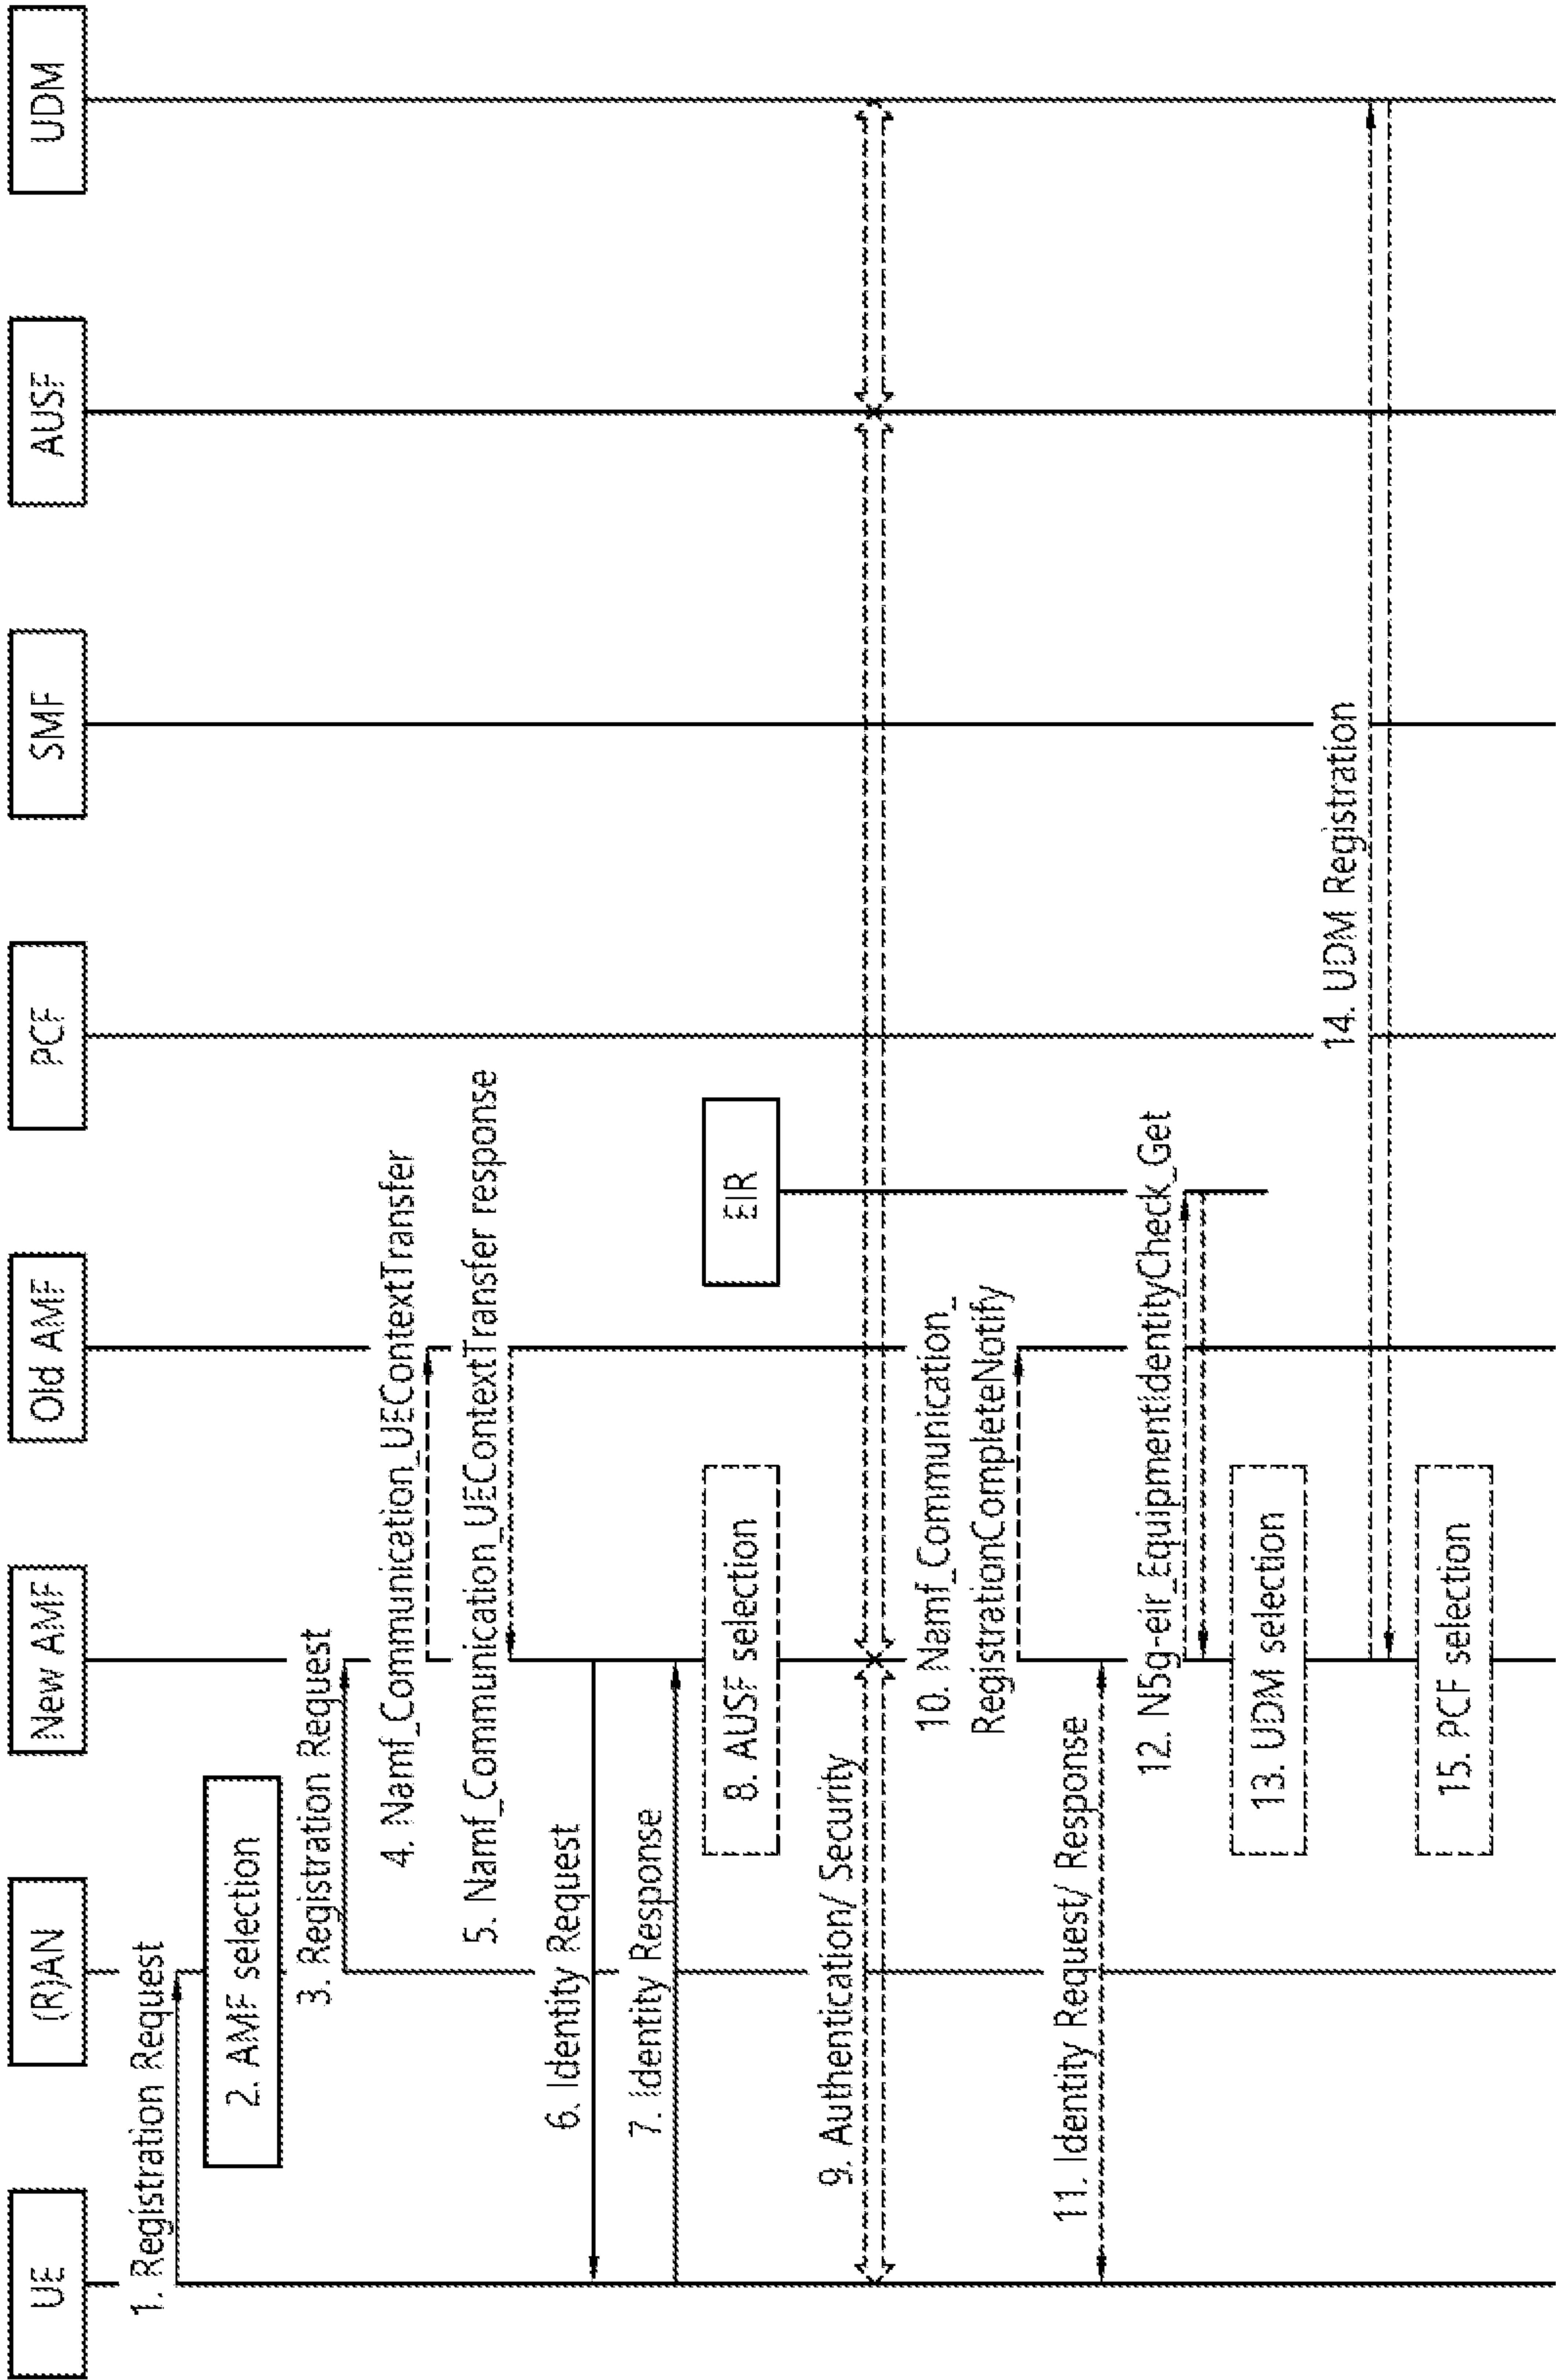 UE
(R)AN
New AMF
Old AMF
PCF
SMF
AUSF
UDM
1. Registration Request
2. AMF selection
3. Registration Request
4. Namf_Communication_UEContextTransfer
5. Namf_Communication_UEContextTransfer response
6. Identity Request
7. Identity Response
8. AUSF selection
EIR
9. Authentication/ Security
10. Namf_Communication_
RegistrationCompleteNotify
11. Identity Request/ Response
12. N5g-eir_EquipmentIdentityCheck_Get
13. UDM selection
14. UDM Registration
15. PCF selection